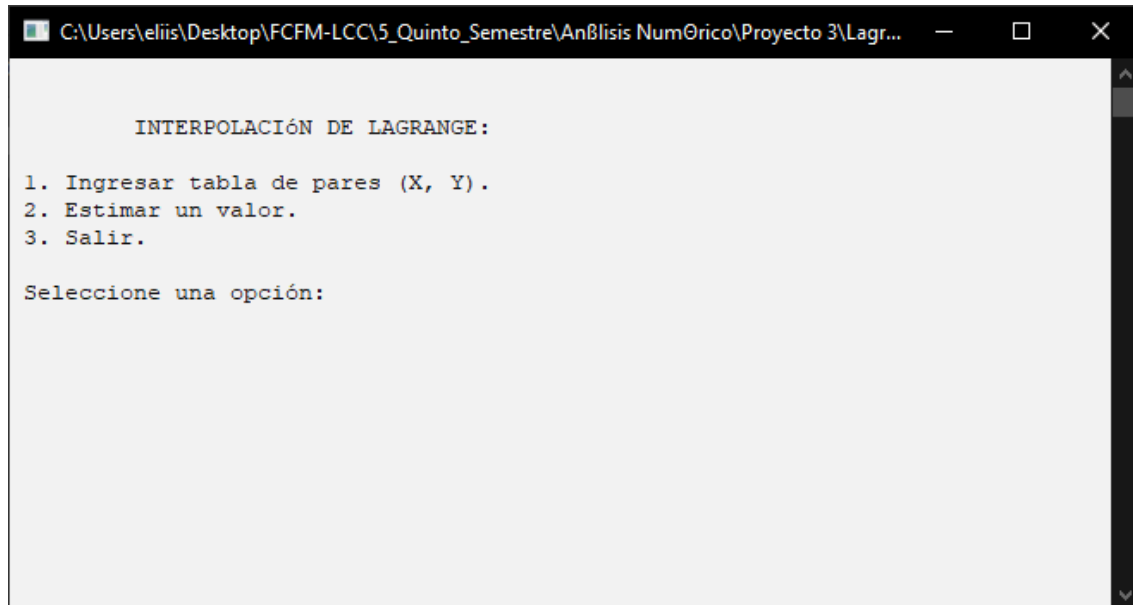 C:\Users\eliis\Desktop\FCFM-LCC\5_Quinto_Semestre\Anßlisis NumΘrico\Proyecto 3\Lagr...
INTERPOLACIóN DE LAGRANGE:
1. Ingresar tabla de pares (X, Y).
2. Estimar un valor.
3. Salir.
Seleccione una opción: